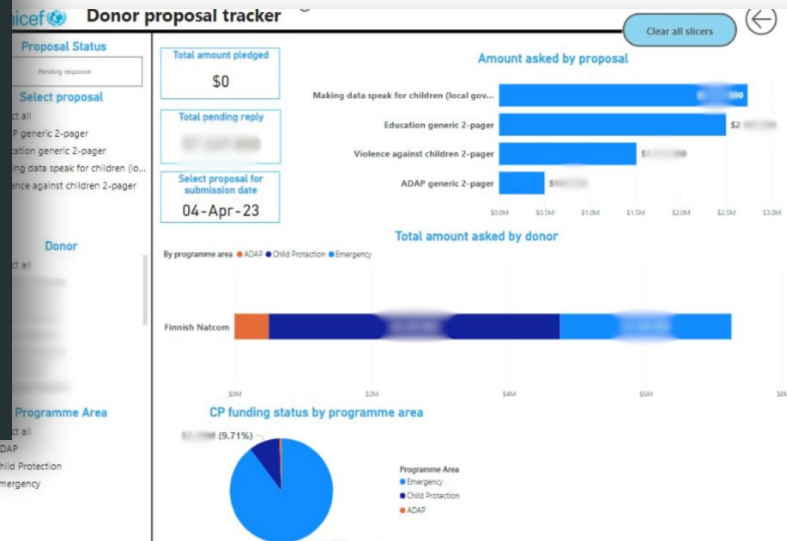 icef
Donor proposal tracker
Clear all slicers
Proposal Status
Pending response
Select proposal
ct all
P generic 2-pager
cation generic 2-pager
ing data speak for children (lo...
ence against children 2-pager
Donor
ct all
Programme Area
ct all
DAP
hild Protection
mergency
Total amount pledged
$0
Total pending reply
Select proposal for
submission date
04-Apr-23
Amount asked by proposal
Making data speak for children (local gov...
Education generic 2-pager
$2
Violence against children 2-pager
ADAP generic 2-pager
$0.0M $0.5M $1.0M $1.5M $2.0M $2.5M $3.0M
Total amount asked by donor
By programme area ADAP Child Protection Emergency
Finnish Natcom
$0M $2M $4M $6M $8M
CP funding status by programme area
(9.71%)
Programme Area
Emergency
Child Protection
ADAP